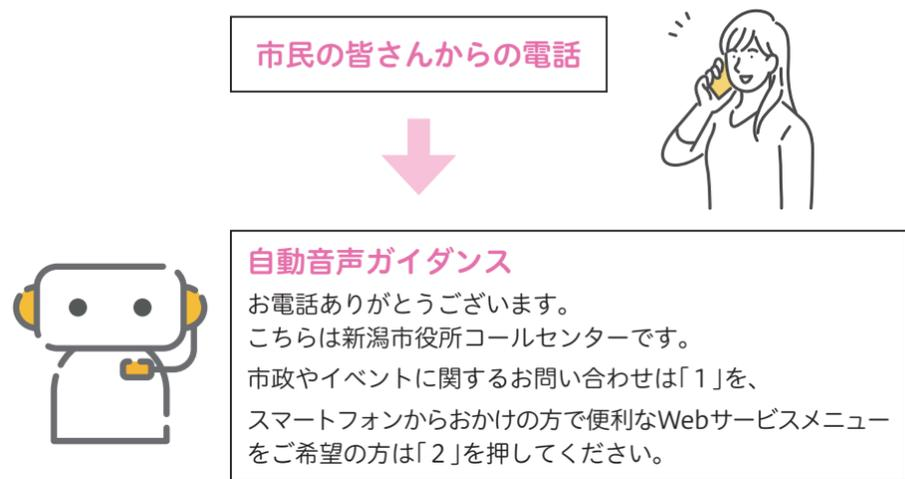 市民の皆さんからの電話
自動音声ガイダンス
お電話ありがとうございます。
こちらは新潟市役所コールセンターです。
市政やイベントに関するお問い合わせは「1」を、
スマートフォンからおかけの方で便利なWebサービスメニュー
をご希望の方は「2」を押してください。